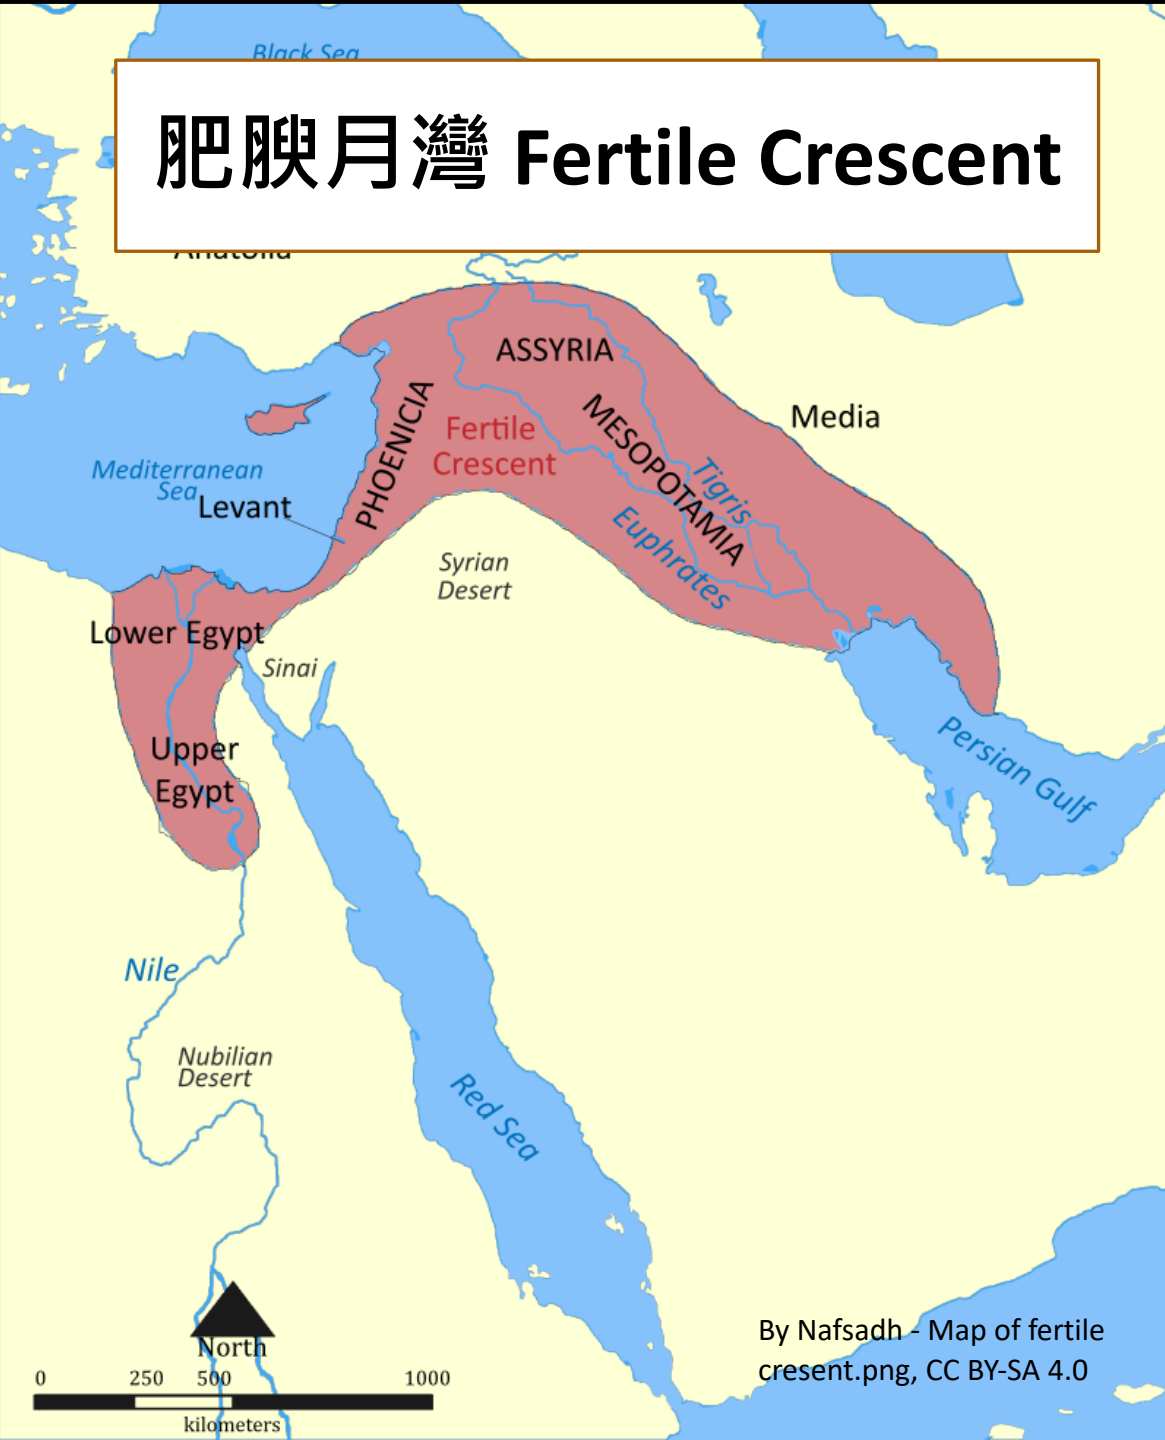 Black Sea
肥腴月灣 Fertile Crescent
Anatolia
ASSYRIA
PHOENICIA
Fertile
Crescent
MESOPOTAMIA
Media
Mediterranean
Sea
Levant
Tigris
Euphrates
Syrian
Desert
Lower Egypt
Sinai
Upper
Egypt
Persian Gulf
Nile
Nubilian
Desert
Red Sea
North
0 250 500 1000
kilometers
By Nafsadh - Map of fertile
cresent.png, CC BY-SA 4.0